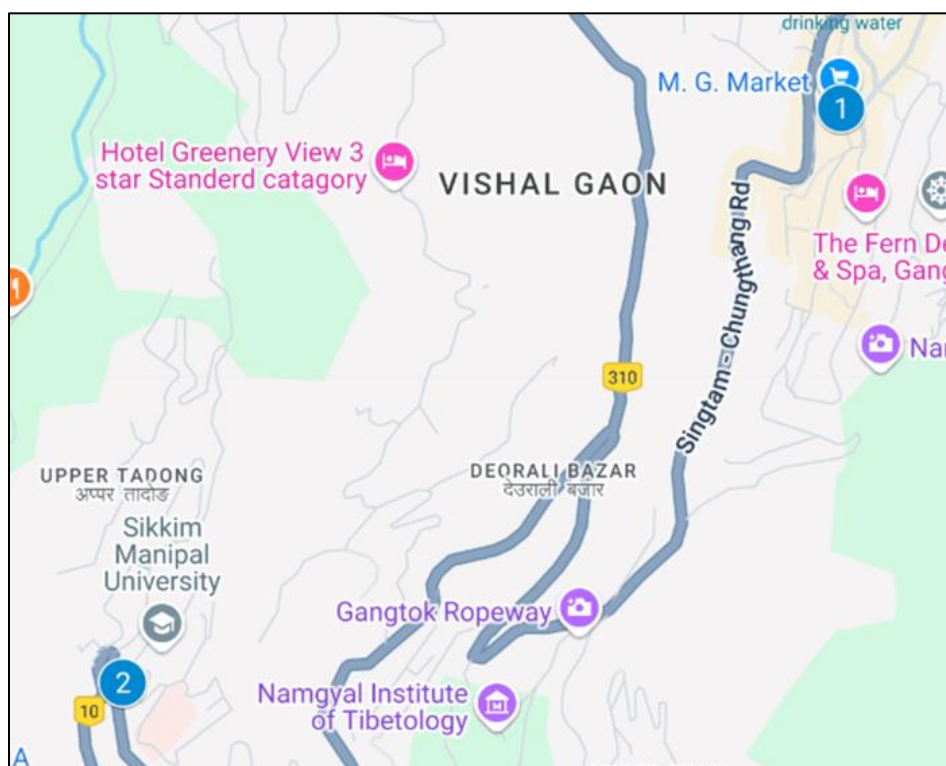 drinking water
M. G. Market
1
Hotel Greenery View 3
star Standerd catagory
VISHAL GAON
The Fern De
& Spa, Gang
Singtam - Chungthang Rd
Nar
310
UPPER TADONG
अप्पर तादोङ
DEORALI BAZAR
देउराली बजार
Sikkim
Manipal
University
Gangtok Ropeway
2
10
Namgyal Institute
of Tibetology
A